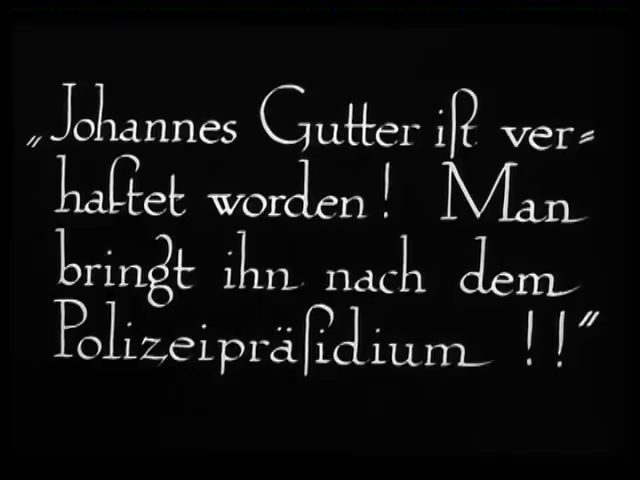 „Johannes Gutter iſt ver⸗
haftet worden! Man
bringt ihn nach dem
Polizeipräſidium !!"